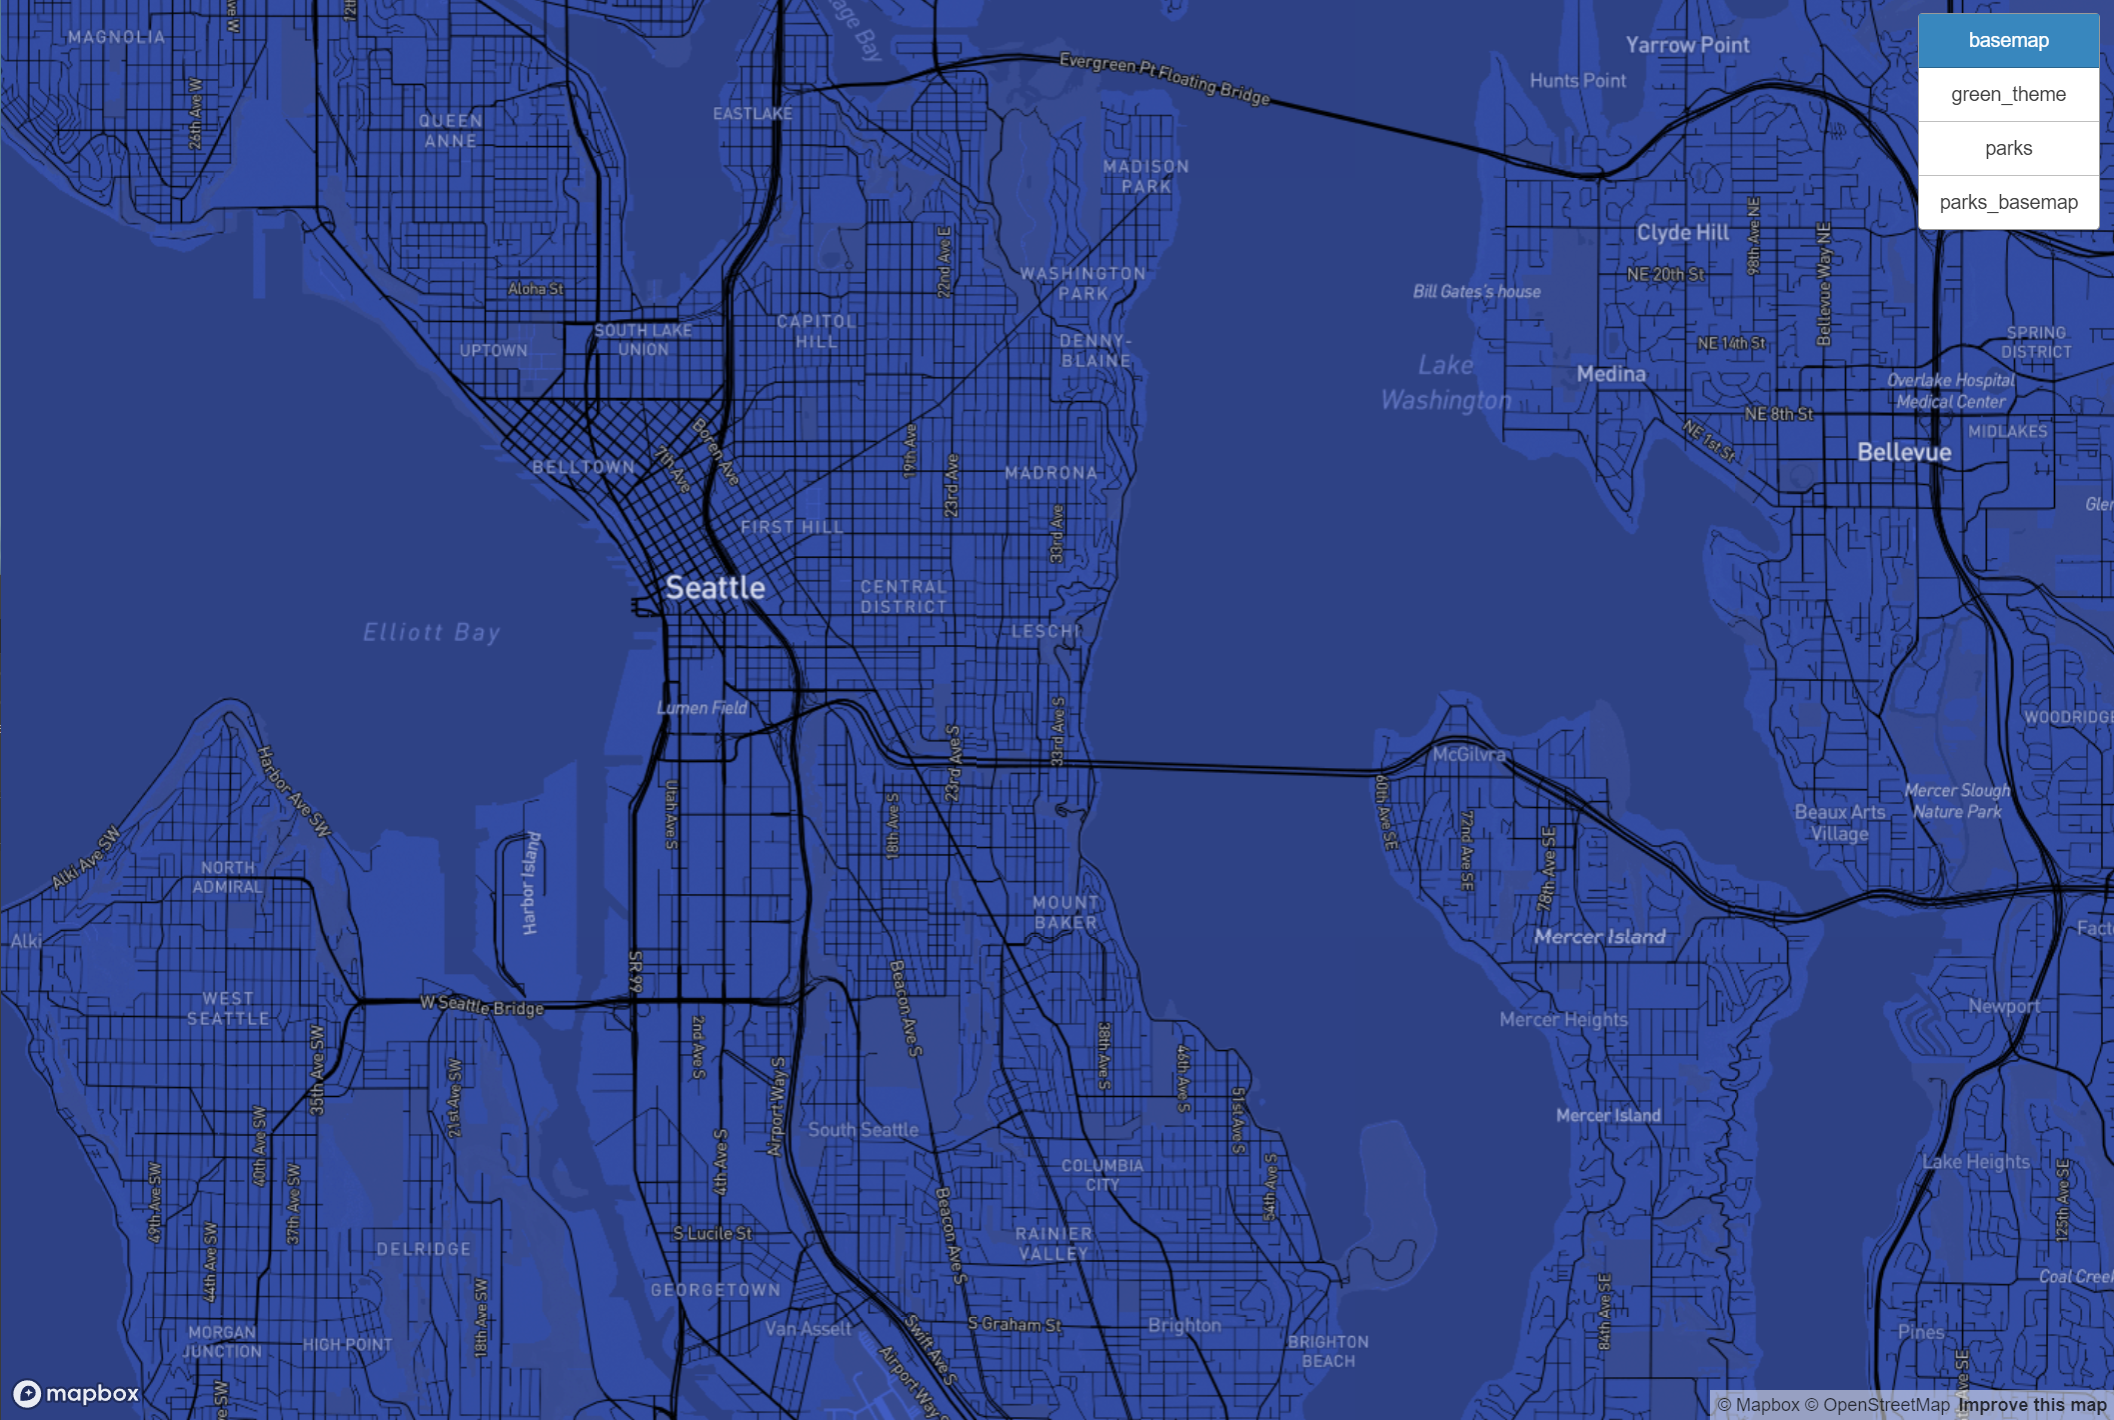 MAGNOLIA
26th Ave W
QUEEN
ANNE
EASTLAKE
Evergreen Pt Floating Bridge
Yarrow Point
Hunts Point
basemap
green_theme
parks
parks_basemap
MADISON
PARK
Clyde Hill
98th Ave NE
NE 20th St
Bellevue Way NE
22nd Ave E
WASHINGTON
PARK
Aloha St
Bill Gates's house
SOUTH LAKE
UNION
UPTOWN
CAPITOL
HILL
DENNY-
BLAINE
NE 14th St
SPRING
DISTRICT
Lake
Washington
Medina
Overlake Hospital
Medical Center
NE 8th St
NE 1st St
MIDLAKES
Bellevue
BELLTOWN
7th Ave
Boren Ave
19th Ave
23rd Ave
MADRONA
FIRST HILL
33rd Ave
Seattle
CENTRAL
DISTRICT
LESCHI
Elliott Bay
Lumen Field
33rd Ave S
23rd Ave S
WOODRIDGE
McGilvra
Harbor Ave SW
Alki Ave SW
Utah Ave S
18th Ave S
60th Ave SE
72nd Ave SE
78th Ave SE
Mercer Slough
Nature Park
Beaux Arts
Village
NORTH
ADMIRAL
Harbor Island
MOUNT
BAKER
Mercer Island
Alki
SR 99
Beacon Ave S
WEST
SEATTLE
W Seattle Bridge
Newport
Mercer Heights
35th Ave SW
2nd Ave S
38th Ave S
46th Ave S
51st Ave S
21st Ave SW
Airport Way S
South Seattle
Mercer Island
40th Ave SW
4th Ave S
COLUMBIA
CITY
54th Ave S
Lake Heights
125th Ave SE
49th Ave SW
44th Ave SW
37th Ave SW
DELRIDGE
S Lucile St
Beacon Ave S
RAINIER
VALLEY
GEORGETOWN
84th Ave SE
18th Ave SW
MORGAN
JUNCTION
HIGH POINT
Van Asselt
Swift Ave S
Airport Way S
S Graham St
Brighton
BRIGHTON
BEACH
Pines
mapbox
© Mapbox © OpenStreetMap Improve this map